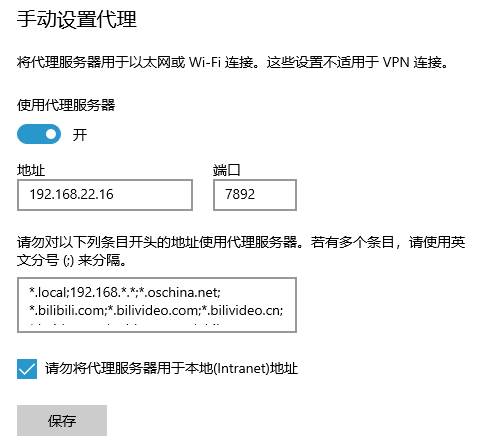 手动设置代理
将代理服务器用于以太网或 Wi-Fi 连接。这些设置不适用于 VPN 连接。
使用代理服务器
开
地址 端口
192.168.22.16 7892
请勿对以下列条目开头的地址使用代理服务器。若有多个条目，请使用英
文分号 (;) 来分隔。
*.local;192.168.*.*;*.oschina.net;
*.bilibili.com;*.bilivideo.com;*.bilivideo.cn;
请勿将代理服务器用于本地(Intranet)地址
保存